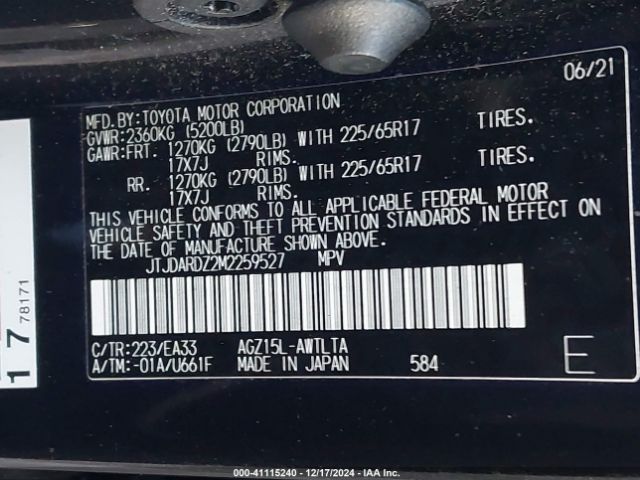 06/21
MFD.BY:TOYOTA MOTOR CORPORATION
GVWR:2360KG (5200LB)
GAWR:FRT. 1270KG (2790LB) WITH 225/65R17 TIRES.
17X7J RIMS.
RR. 1270KG (2790LB) WITH 225/65R17 TIRES.
17X7J RIMS.
THIS VEHICLE CONFORMS TO ALL APPLICABLE FEDERAL MOTOR
VEHICLE SAFETY AND THEFT PREVENTION STANDARDS IN EFFECT ON
THE DATE OF MANUFACTURE SHOWN ABOVE.
JTJDARDZ2M2259527 MPV
C/TR:223/EA33 AGZ15L-AWTLTA
A/TM:-01A/U661F MADE IN JAPAN 584
E
17
78171
000-41115240 - 12/17/2024 - IAA Inc.